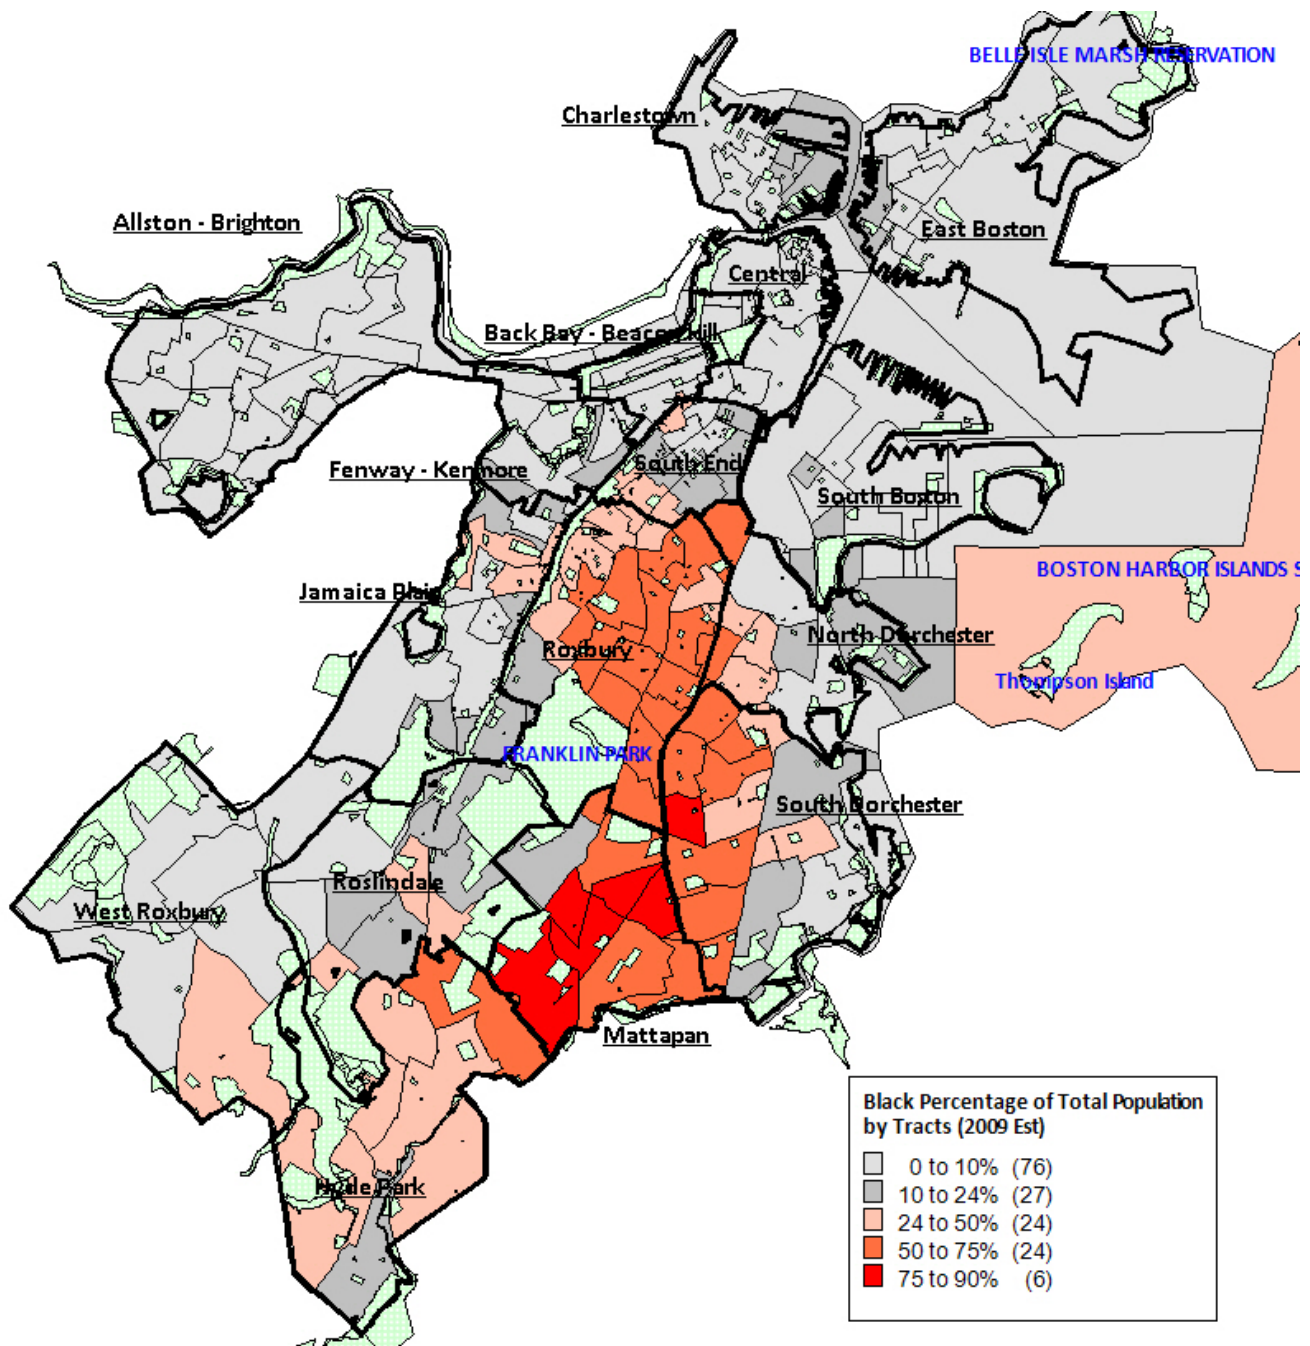 BELLE ISLE MARSH RESERVATION
Charlestown
Allston - Brighton
East Boston
Central
Back Bay - Beacon Hill
Fenway - Kenmore
South End
South Boston
BOSTON HARBOR ISLANDS S
Jamaica Plain
North Dorchester
Roxbury
Thompson Island
FRANKLIN PARK
South Dorchester
Roslindale
West Roxbury
Mattapan
Hyde Park
Black Percentage of Total Population
by Tracts (2009 Est)
0 to 10% (76)
10 to 24% (27)
24 to 50% (24)
50 to 75% (24)
75 to 90% (6)